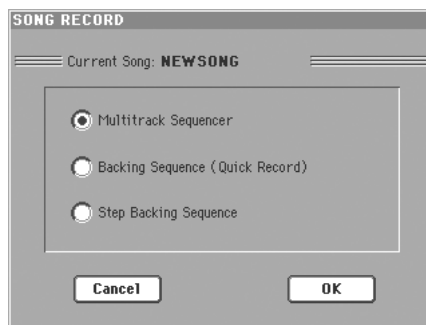 SONG RECORD
Current Song: NEWSONG
Multitrack Sequencer
Backing Sequence (Quick Record)
Step Backing Sequence
Cancel OK